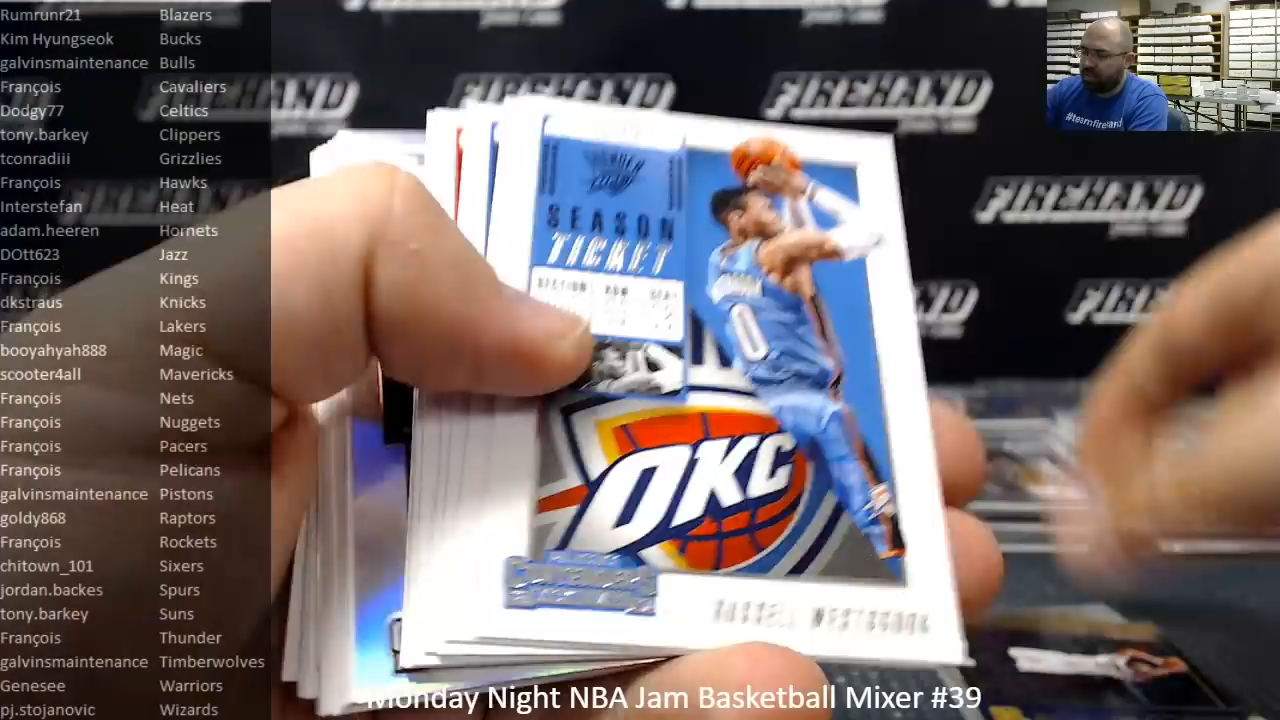 Rumrunr21 Blazers
Kim Hyungseok Bucks
galvinsmaintenance Bulls
François Cavaliers
Dodgy77 Celtics
tony.barkey Clippers
tconradiii Grizzlies
François Hawks
Interstefan Heat
adam.heeren Hornets
DOtt623 Jazz
François Kings
dkstraus Knicks
François Lakers
booyahyah888 Magic
scooter4all Mavericks
François Nets
François Nuggets
François Pacers
François Pelicans
galvinsmaintenance Pistons
goldy868 Raptors
François Rockets
chitown_101 Sixers
jordan.backes Spurs
tony.barkey Suns
François Thunder
galvinsmaintenance Timberwolves
Genesee Warriors
pj.stojanovic Wizards
FIREHAND
FIREHAND
FIREHAND
FIREHAND
#teamfirehand
SEASON
TICKET
SECTION ROW SEAT
0
OKC
CONTENDERS
RUSSELL WESTBROOK
Monday Night NBA Jam Basketball Mixer #39